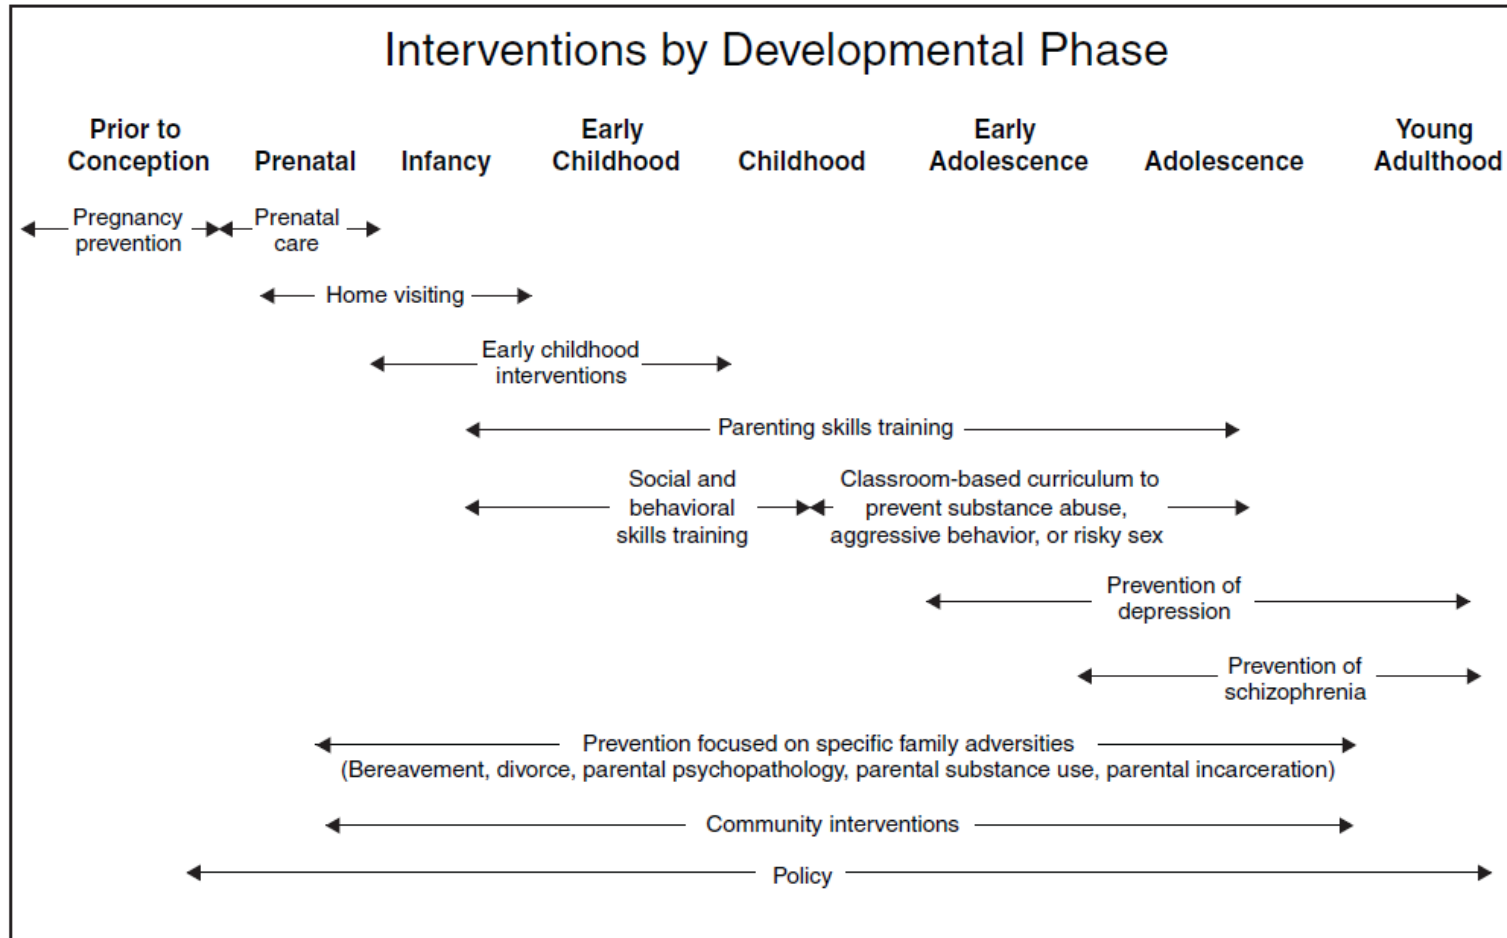 Interventions by Developmental Phase
Prior to
Conception
Prenatal
Infancy
Early
Childhood
Childhood
Early
Adolescence
Adolescence
Young
Adulthood
Pregnancy
prevention
Prenatal
care
Home visiting
Early childhood
interventions
Parenting skills training
Social and
behavioral
skills training
Classroom-based curriculum to
prevent substance abuse,
aggressive behavior, or risky sex
Prevention of
depression
Prevention of
schizophrenia
Prevention focused on specific family adversities
(Bereavement, divorce, parental psychopathology, parental substance use, parental incarceration)
Community interventions
Policy